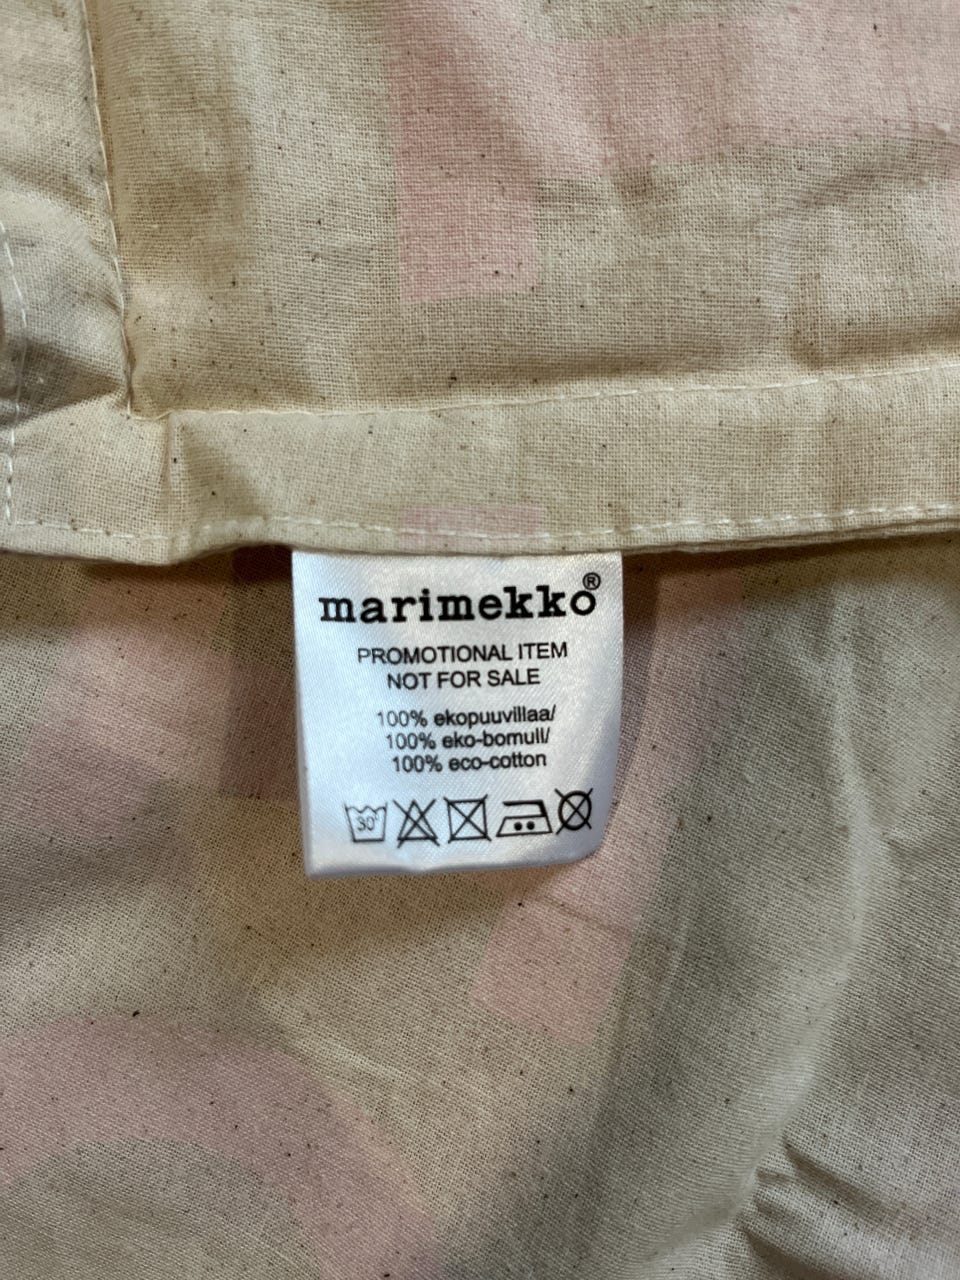 marimekko®
PROMOTIONAL ITEM
NOT FOR SALE
100% ekopuuvillaa/
100% eko-bomull/
100% eco-cotton
30°